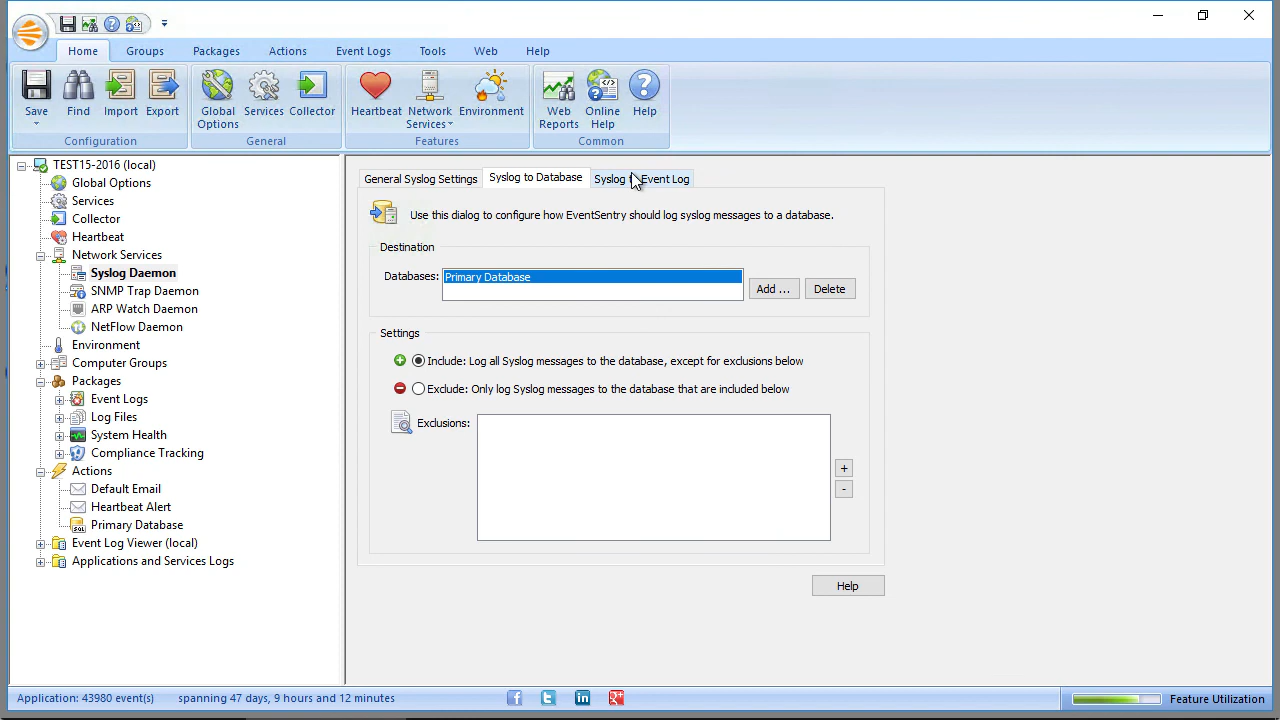 Home Groups Packages Actions Event Logs Tools Web Help
Save Find Import Export Global Options Services Collector Heartbeat Network Services Environment Web Reports Online Help Help
Configuration General Features Common
TEST15-2016 (local)
Global Options
Services
Collector
Heartbeat
Network Services
Syslog Daemon
SNMP Trap Daemon
ARP Watch Daemon
NetFlow Daemon
Environment
Computer Groups
Packages
Event Logs
Log Files
System Health
Compliance Tracking
Actions
Default Email
Heartbeat Alert
Primary Database
Event Log Viewer (local)
Applications and Services Logs
General Syslog Settings Syslog to Database Syslog Event Log
Use this dialog to configure how EventSentry should log syslog messages to a database.
Destination
Databases: Primary Database Add ... Delete
Settings
Include: Log all Syslog messages to the database, except for exclusions below
Exclude: Only log Syslog messages to the database that are included below
Exclusions:
+
-
Help
Application: 43980 event(s) spanning 47 days, 9 hours and 12 minutes Feature Utilization